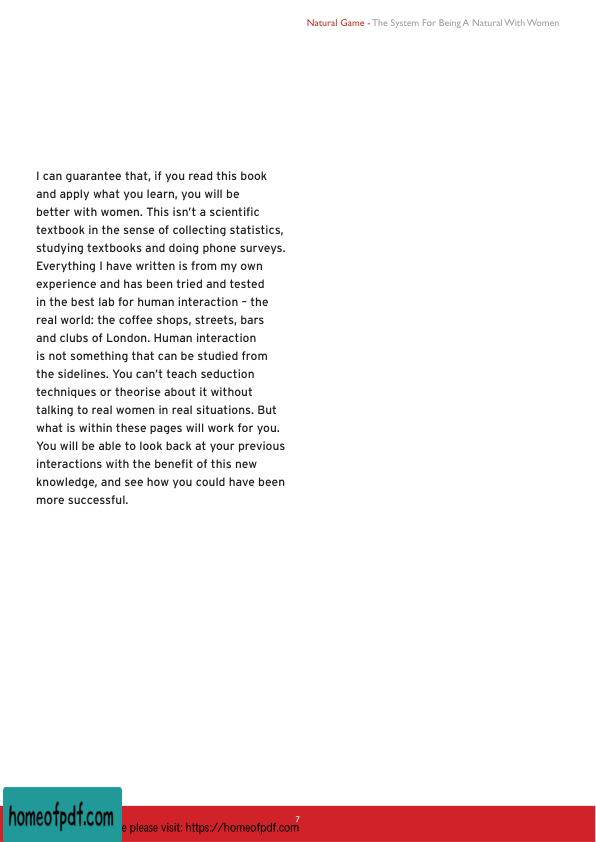 Natural Game - The System For Being A Natural With Women
I can guarantee that, if you read this book
and apply what you learn, you will be
better with women. This isn’t a scientific
textbook in the sense of collecting statistics,
studying textbooks and doing phone surveys.
Everything I have written is from my own
experience and has been tried and tested
in the best lab for human interaction – the
real world: the coffee shops, streets, bars
and clubs of London. Human interaction
is not something that can be studied from
the sidelines. You can’t teach seduction
techniques or theorise about it without
talking to real women in real situations. But
what is within these pages will work for you.
You will be able to look back at your previous
interactions with the benefit of this new
knowledge, and see how you could have been
more successful.
7
homeofpdf.com
e please visit: https://homeofpdf.com